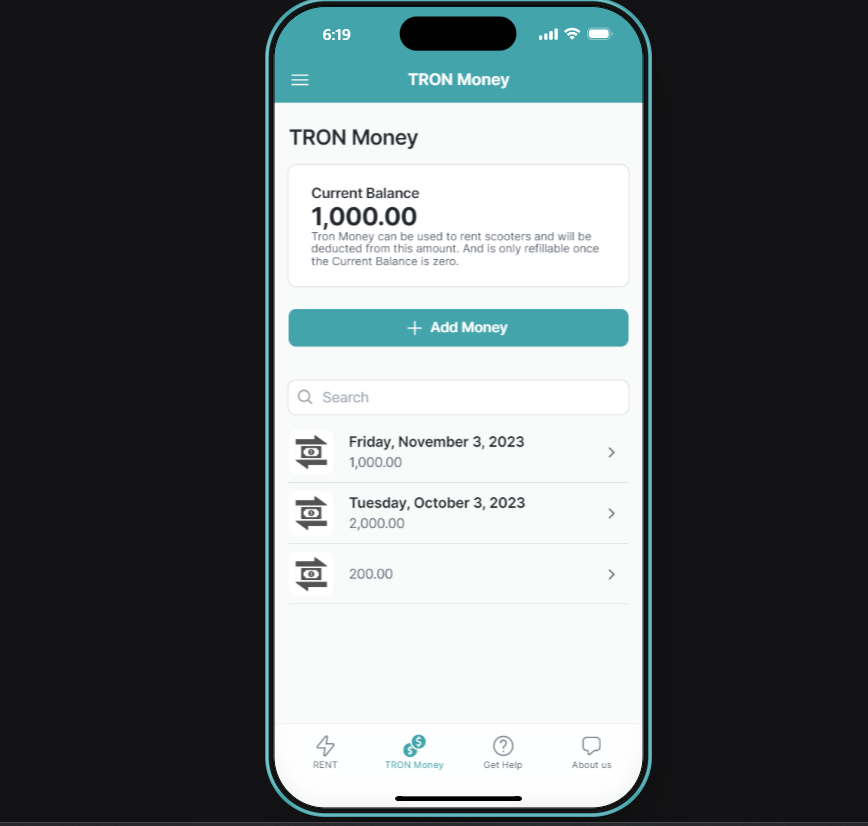 6:19
TRON Money
TRON Money
Current Balance
1,000.00
Tron Money can be used to rent scooters and will be
deducted from this amount. And is only refillable once
the Current Balance is zero.
Add Money
Search
Friday, November 3, 2023
1,000.00
Tuesday, October 3, 2023
2,000.00
200.00
RENT
TRON Money
Get Help
About us